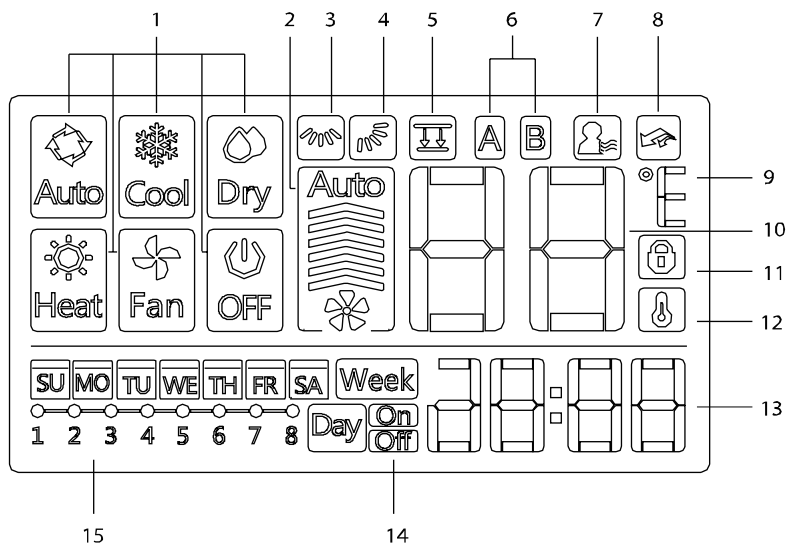 1 2 3 4 5 6 7 8
A B
Auto Cool Dry Auto
9
10
11
Heat Fan OFF
12
SU MO TU WE TH FR SA Week
Day On
Off
88:88 13
1 2 3 4 5 6 7 8
15 14